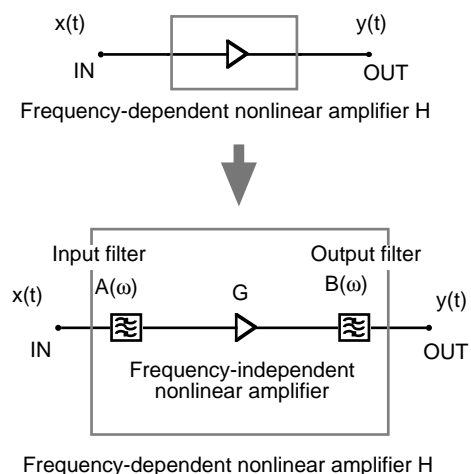 x(t)
y(t)
IN
OUT
Frequency-dependent nonlinear amplifier H
Input filter
Output filter
A(ω)
G
B(ω)
x(t)
y(t)
IN
OUT
Frequency-independent
nonlinear amplifier
Frequency-dependent nonlinear amplifier H